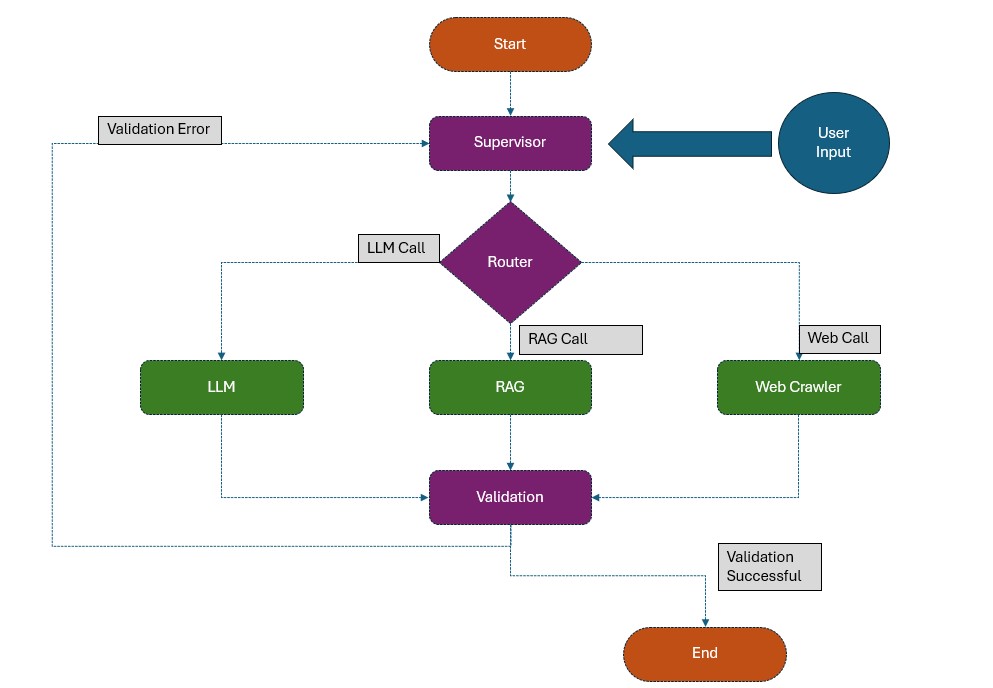 Start
Validation Error
Supervisor
User
Input
LLM Call
Router
RAG Call
Web Call
LLM
RAG
Web Crawler
Validation
Validation
Successful
End